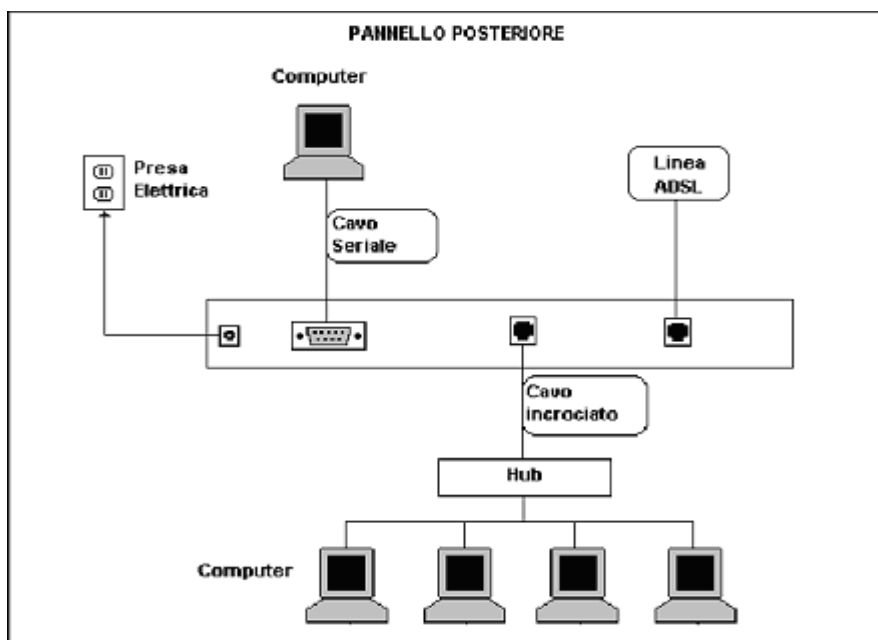 PANNELLO POSTERIORE
Computer
Presa
Elettrica
Linea
ADSL
Cavo
Seriale
Cavo
incrociato
Hub
Computer